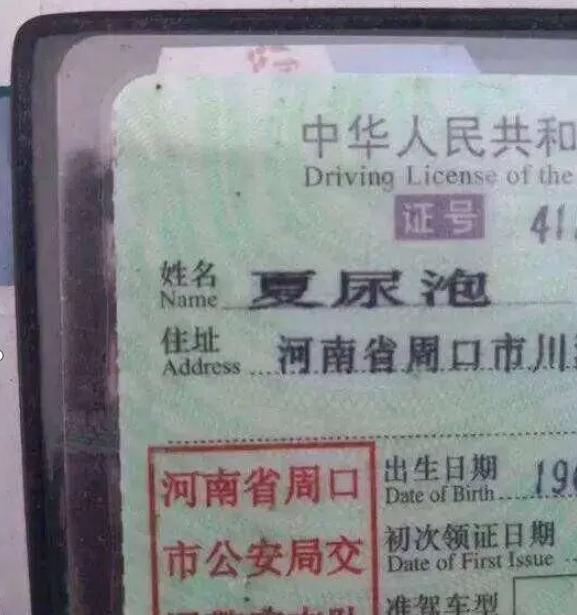 中华人民共和
Driving License of the
证号 41
姓名 夏尿泡
Name
住址 河南省周口市川
Address
河南省周口
市公安局交
出生日期 19
Date of Birth
初次领证日期
Date of First Issue
准驾车型